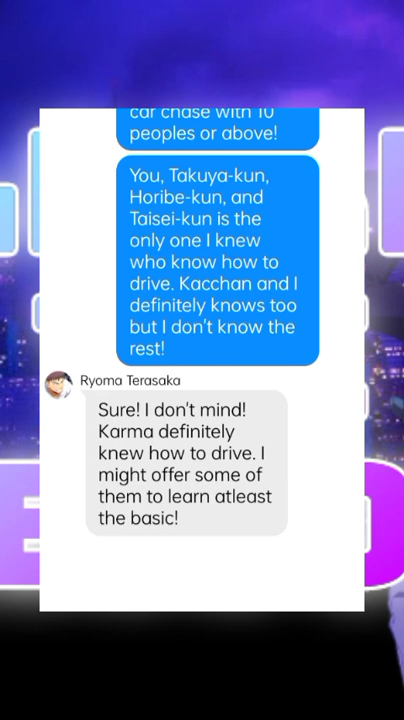 car chase with 10
peoples or above!
You, Takuya-kun,
Horibe-kun, and
Taisei-kun is the
only one I knew
who know how to
drive. Kacchan and I
definitely knows too
but I don't know the
rest!
Ryoma Terasaka
Sure! I don't mind!
Karma definitely
knew how to drive. I
might offer some of
them to learn atleast
the basic!